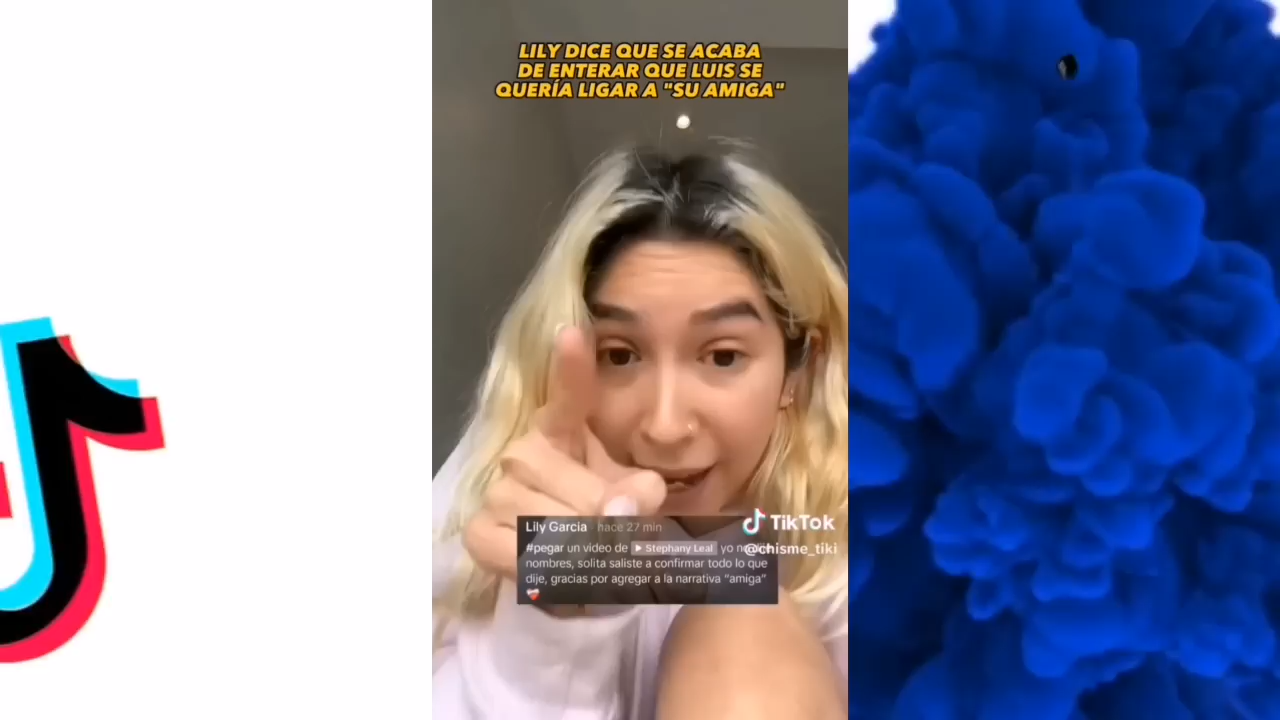 LILY DICE QUE SE ACABA
DE ENTERAR QUE LUIS SE
QUERÍA LIGAR A "SU AMIGA"
Lily Garcia · hace 27 min
TikTok
#pegar un video de ▶ Stephany Leal yo
@chisme_tiki
nombres, solita saliste a confirmar todo lo que
dije, gracias por agregar a la narrativa “amiga”
❤️‍🩹